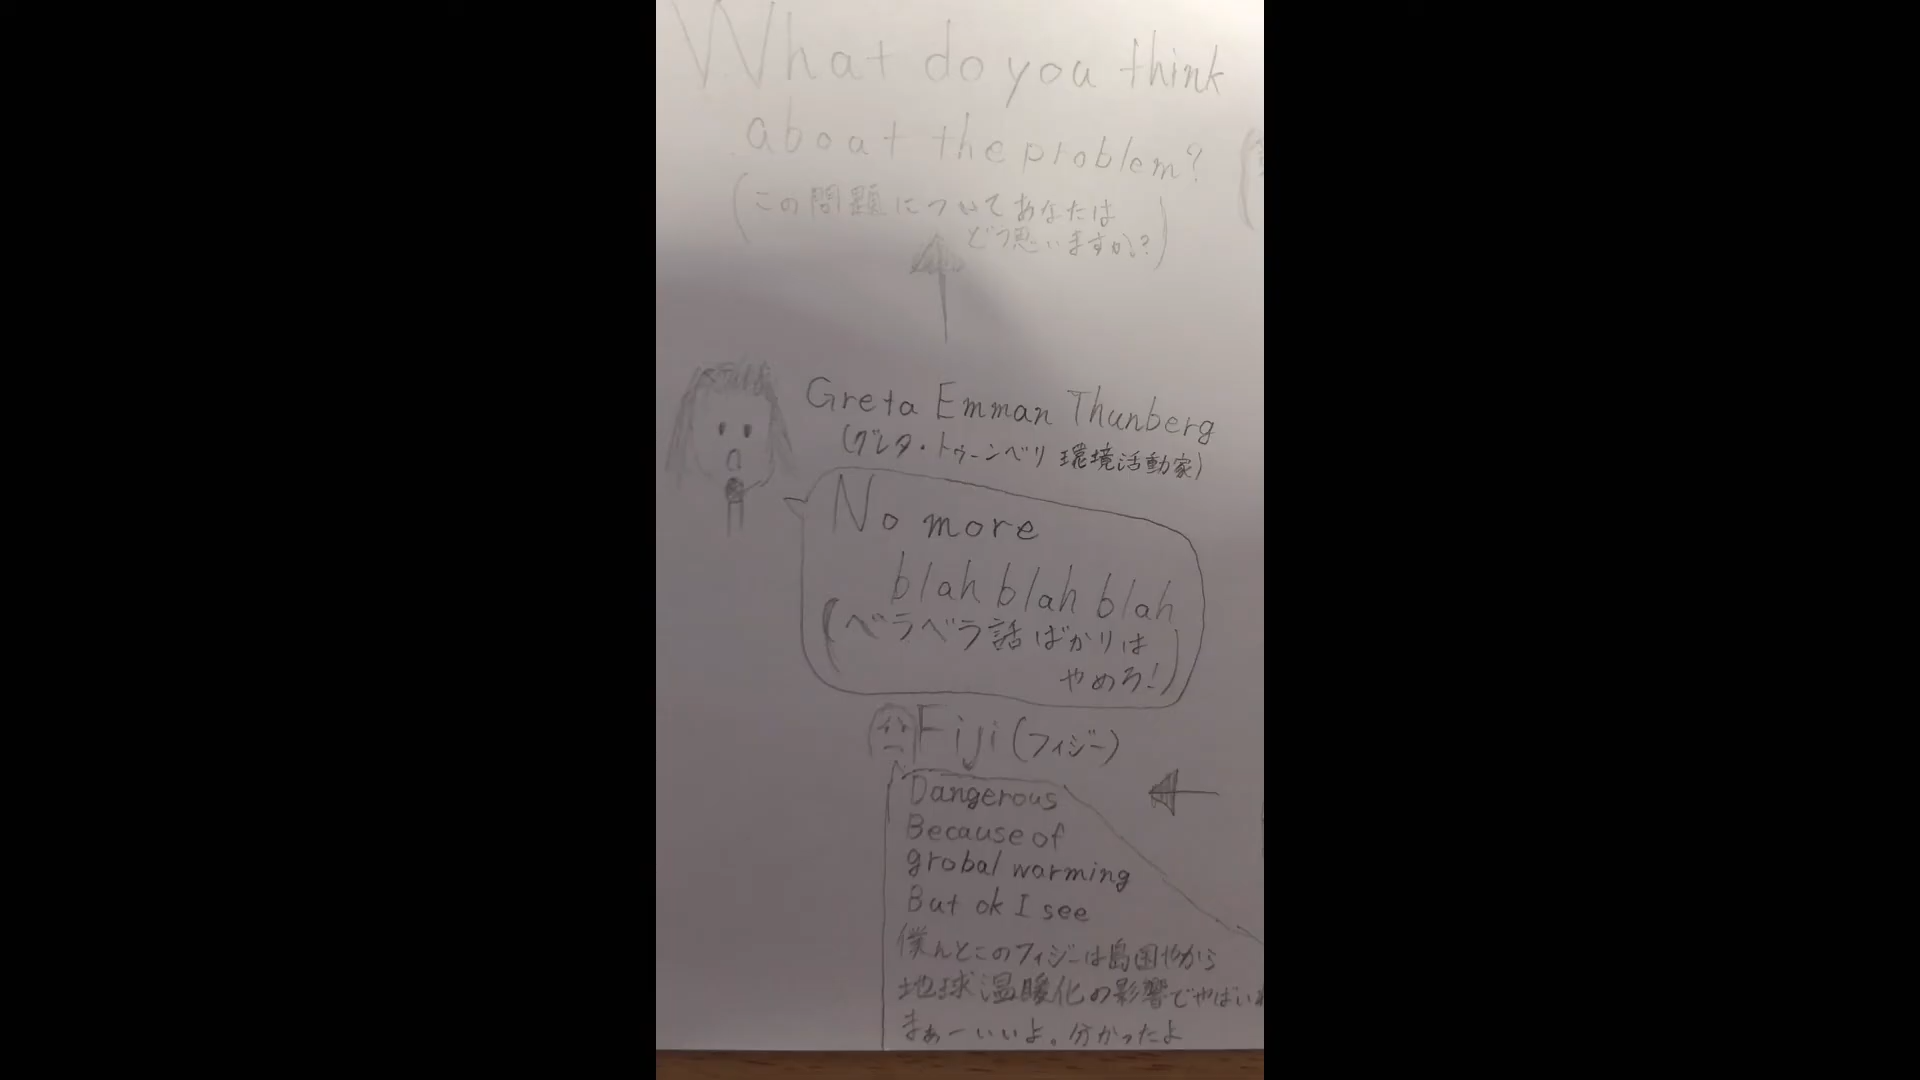 What do you think
about the problem?
(この問題についてあなたは
どう思いますか?)
Greta Emman Thunberg
(グレタ・トゥーンベリ 環境活動家)
No more
blah blah blah
(ベラベラ話ばかりは
やめろ!)
Fiji (フィジー)
Dangerous
Because of
grobal warming
But ok I see
僕んとこのフィジーは島国やから
地球温暖化の影響でやばいね
まぁーいいよ。分かったよ